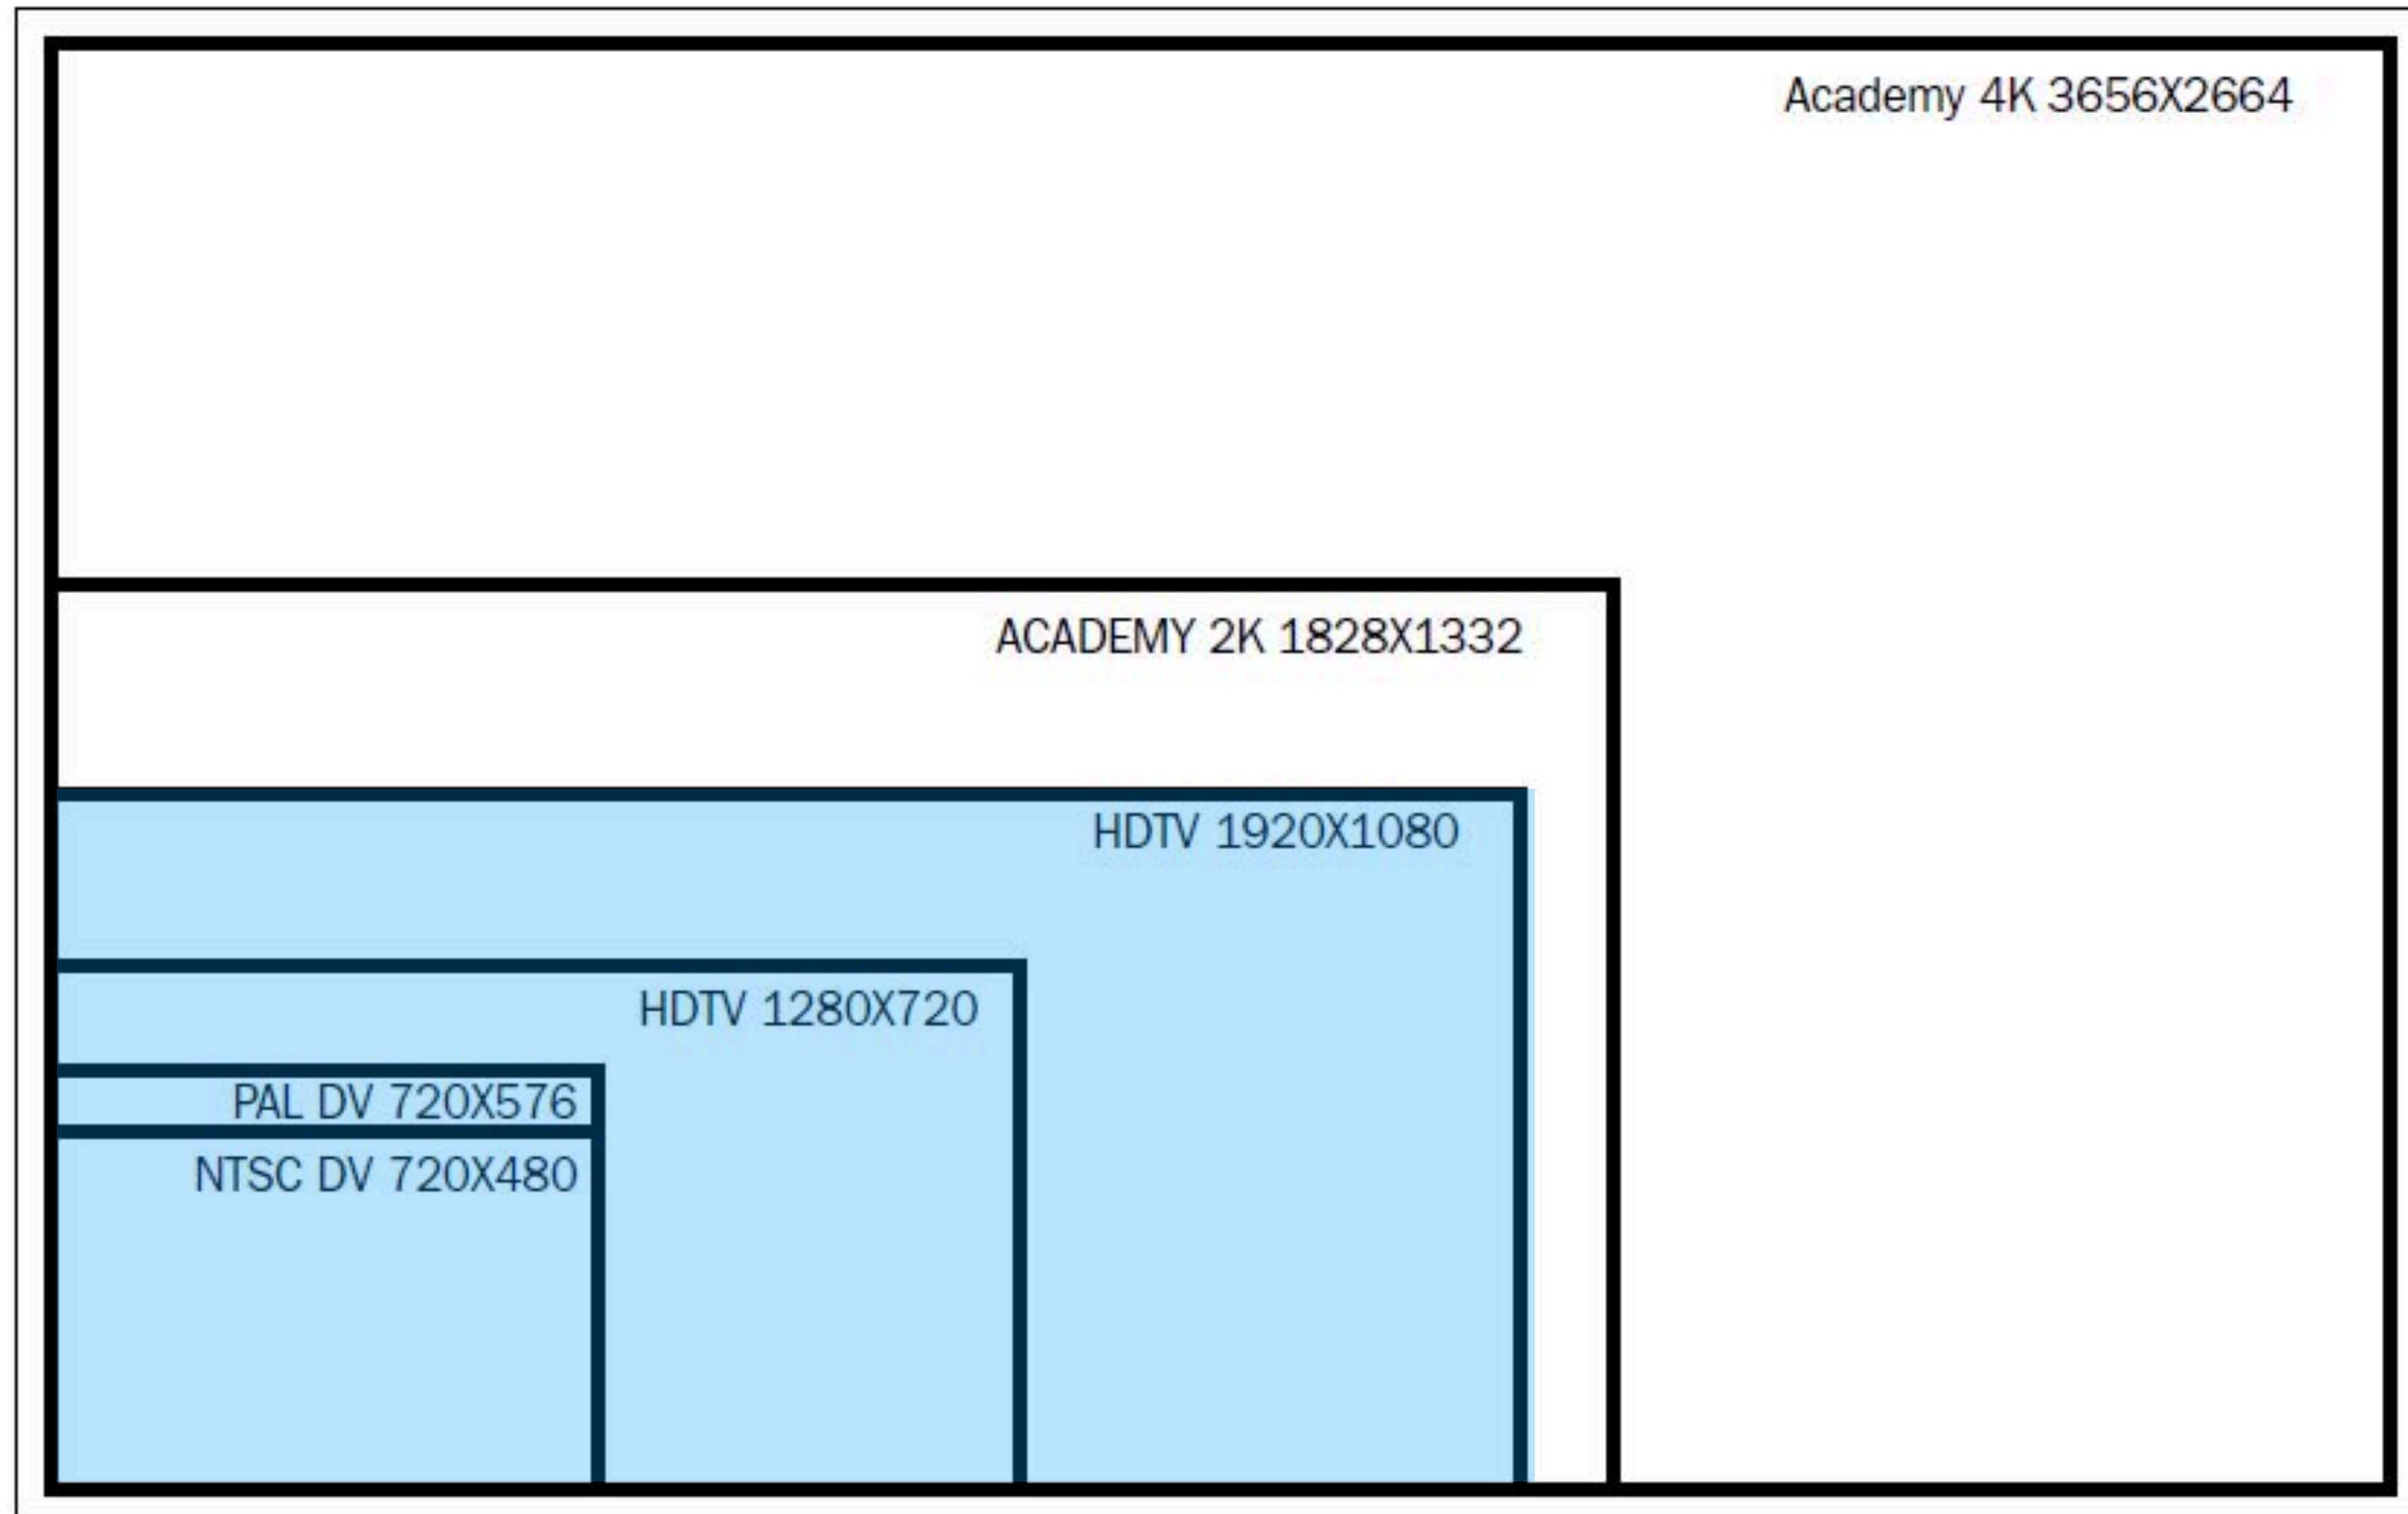 Academy 4K 3656X2664
ACADEMY 2K 1828X1332
HDTV 1920X1080
HDTV 1280X720
PAL DV 720X576
NTSC DV 720X480